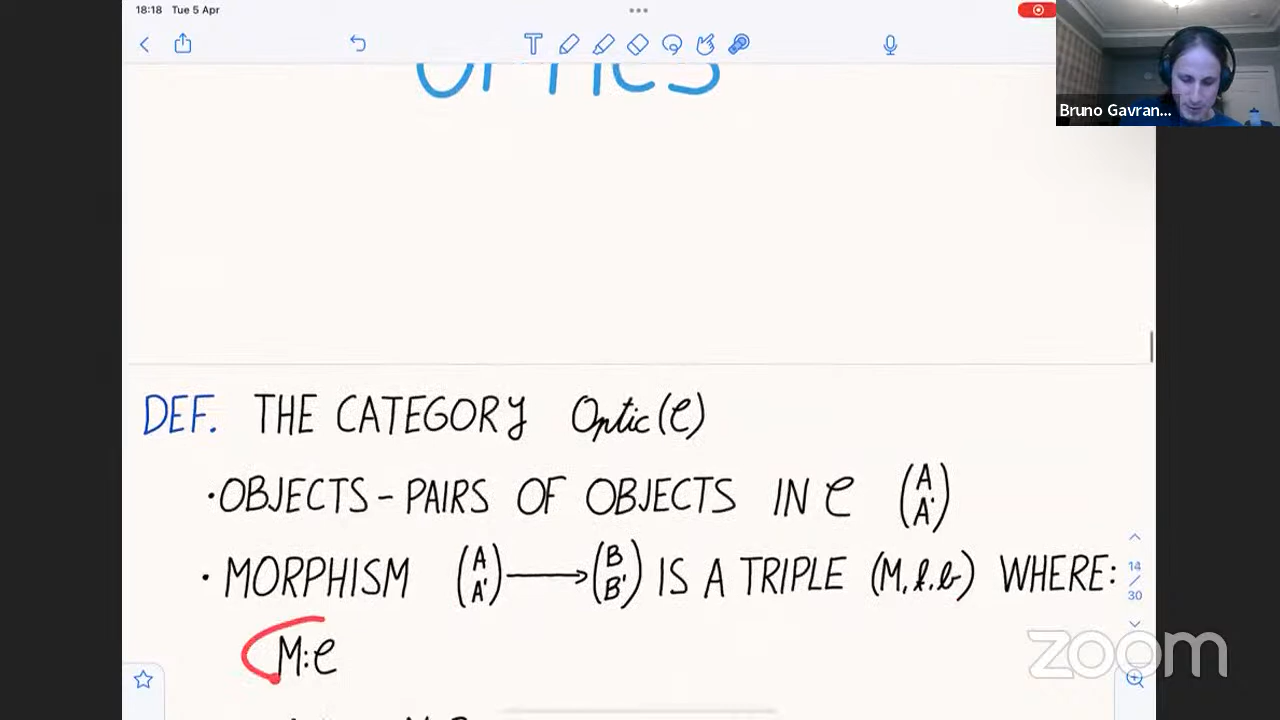 18:18 Tue 5 Apr
Bruno Gavran...
OPTICS
DEF. THE CATEGORY Optic(C)
· OBJECTS - PAIRS OF OBJECTS IN C (A A')
· MORPHISM (A A') → (B B') IS A TRIPLE (M, f, b) WHERE:
M:C
14
/
30
zoom